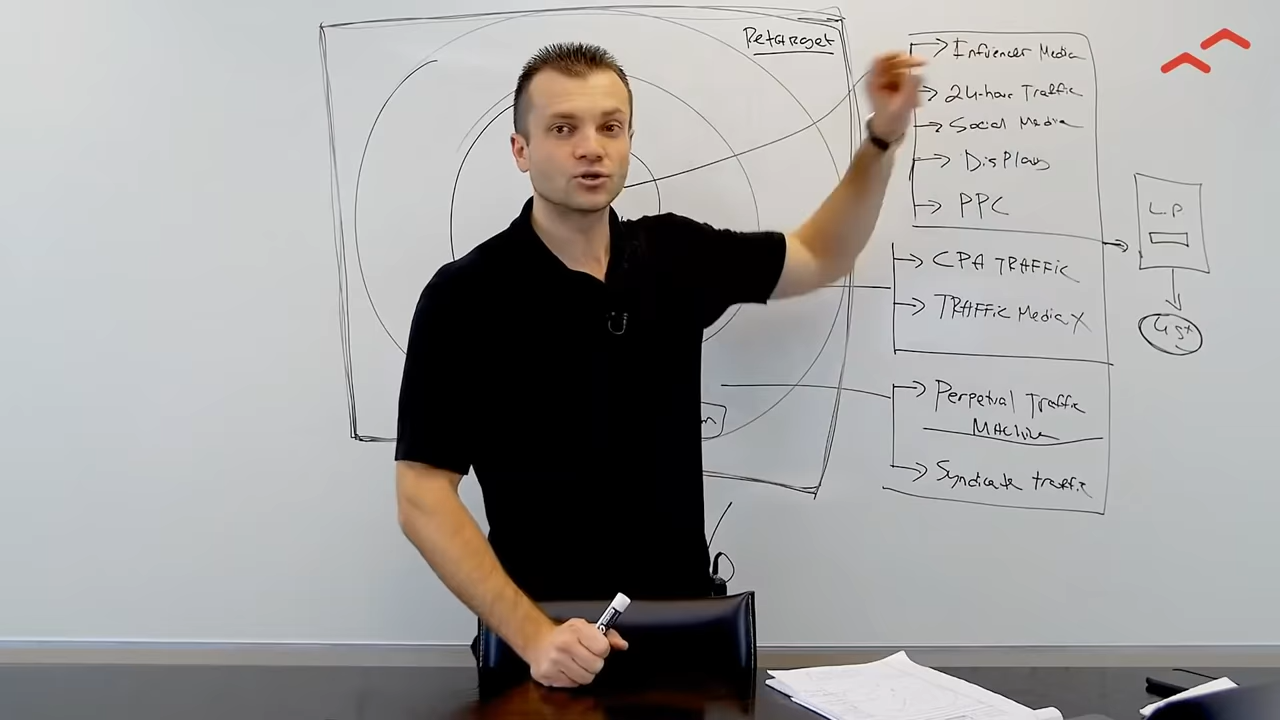 Retarget
Influencer Media
24-hour Traffic
Social Media
Display
PPC
CPA TRAFFIC
TRAFFIC Media X
Perpetual Traffic
MACHINE
Syndicate traffic
LP
List